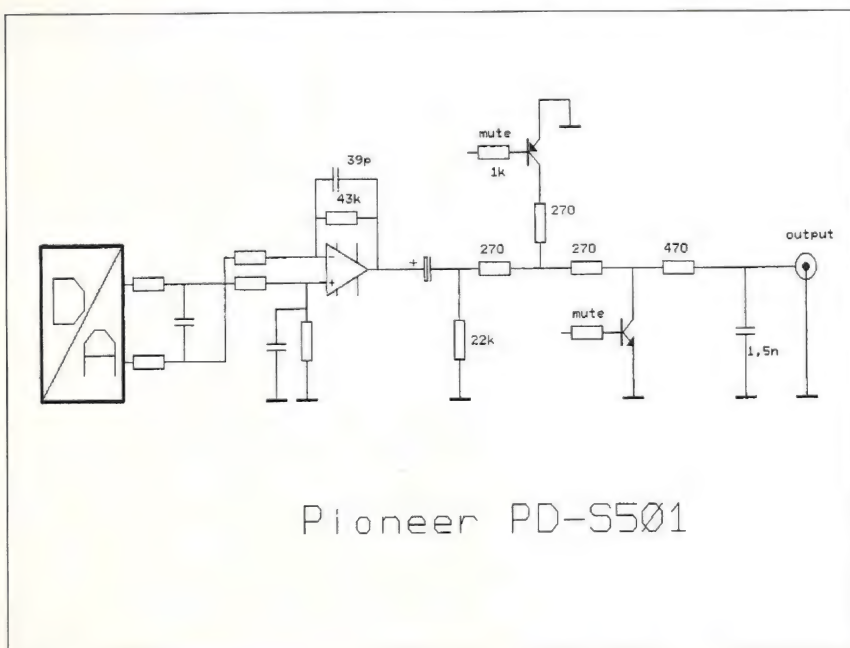 mute
1k
39p
43k
270
270
270
470
output
D
A
-
+
+
mute
22k
1,5n
Pioneer PD-S501